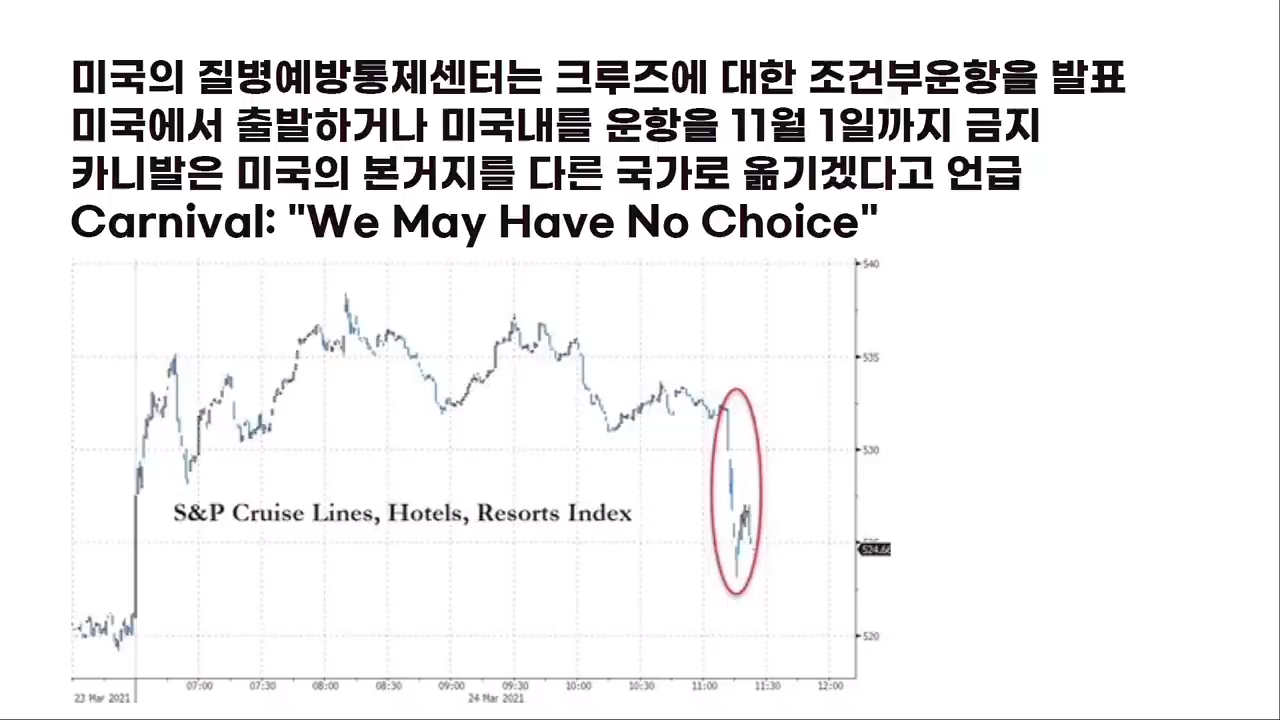 미국의 질병예방통제센터는 크루즈에 대한 조건부운항을 발표
미국에서 출발하거나 미국내를 운항을 11월 1일까지 금지
카니발은 미국의 본거지를 다른 국가로 옮기겠다고 언급
Carnival: "We May Have No Choice"
540
535
530
S&P Cruise Lines, Hotels, Resorts Index
525
524.66
520
07:00 07:30 08:00 08:30 09:00 09:30 10:00 10:30 11:00 11:30 12:00
23 Mar 2021 24 Mar 2021